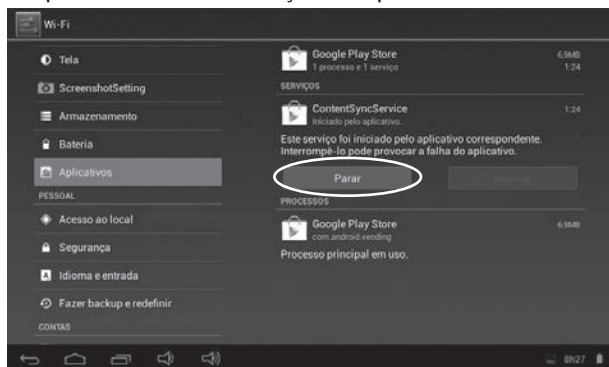 Wi-Fi
Tela
ScreenshotSetting
Armazenamento
Bateria
Aplicativos
PESSOAL
Acesso ao local
Segurança
Idioma e entrada
Fazer backup e redefinir
CONTAS
Google Play Store
6,9MB
1 processo e 1 serviço
1:24
SERVIÇOS
ContentSyncService
1:24
Iniciado pelo aplicativo.
Este serviço foi iniciado pelo aplicativo correspondente.
Interrompê-lo pode provocar a falha do aplicativo.
Parar
PROCESSOS
Google Play Store
6,9MB
com.android.vending
Processo principal em uso.
8h27